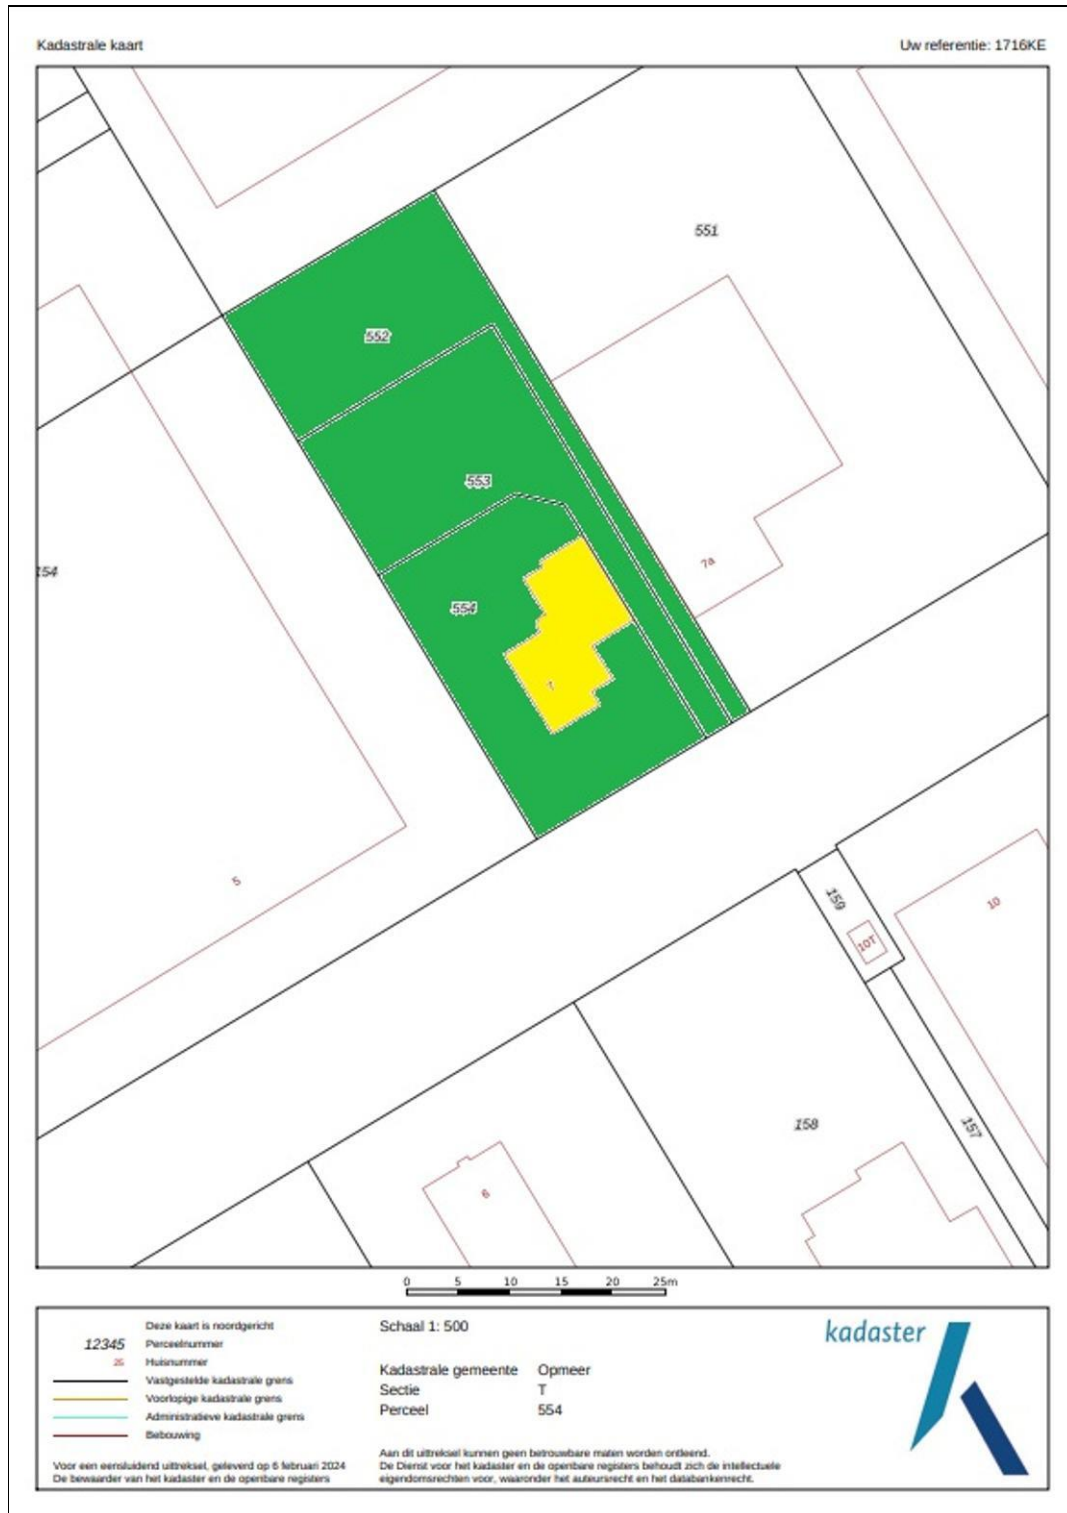 Kadastrale kaart
Uw referentie: 1716KE
551
552
553
7a
154
554
7
5
159
10
10T
158
157
6
0 5 10 15 20 25m
Deze kaart is noordgericht
12345 Perceelnummer
25 Huisnummer
Vastgestelde kadastrale grens
Voorlopige kadastrale grens
Administratieve kadastrale grens
Bebouwing
Voor een eensluidend uittreksel, geleverd op 6 februari 2024
De bewaarder van het kadaster en de openbare registers
Schaal 1: 500
Kadastrale gemeente Opmeer
Sectie T
Perceel 554
Aan dit uittreksel kunnen geen betrouwbare maten worden ontleend.
De Dienst voor het kadaster en de openbare registers behoudt zich de intellectuele
eigendomsrechten voor, waaronder het auteursrecht en het databankenrecht.
kadaster